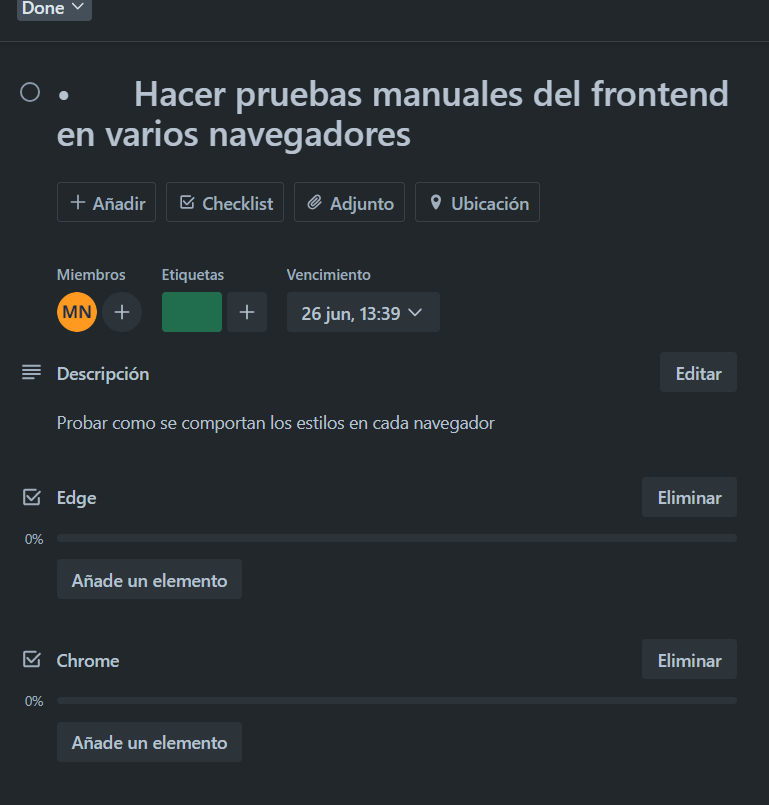 Done
• Hacer pruebas manuales del frontend
en varios navegadores
+ Añadir Checklist Adjunto Ubicación
Miembros Etiquetas Vencimiento
MN + + 26 jun, 13:39
Descripción Editar
Probar como se comportan los estilos en cada navegador
Edge Eliminar
0%
Añade un elemento
Chrome Eliminar
0%
Añade un elemento